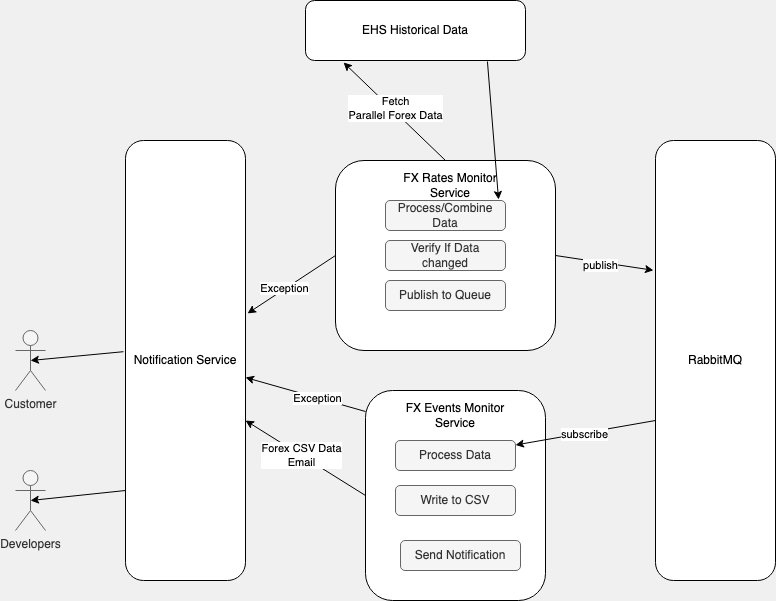 EHS Historical Data
Fetch
Parallel Forex Data
FX Rates Monitor
Service
Process/Combine
Data
Verify If Data
changed
Publish to Queue
publish
Exception
Notification Service
RabbitMQ
Customer
Exception
FX Events Monitor
Service
subscribe
Forex CSV Data
Email
Process Data
Write to CSV
Send Notification
Developers